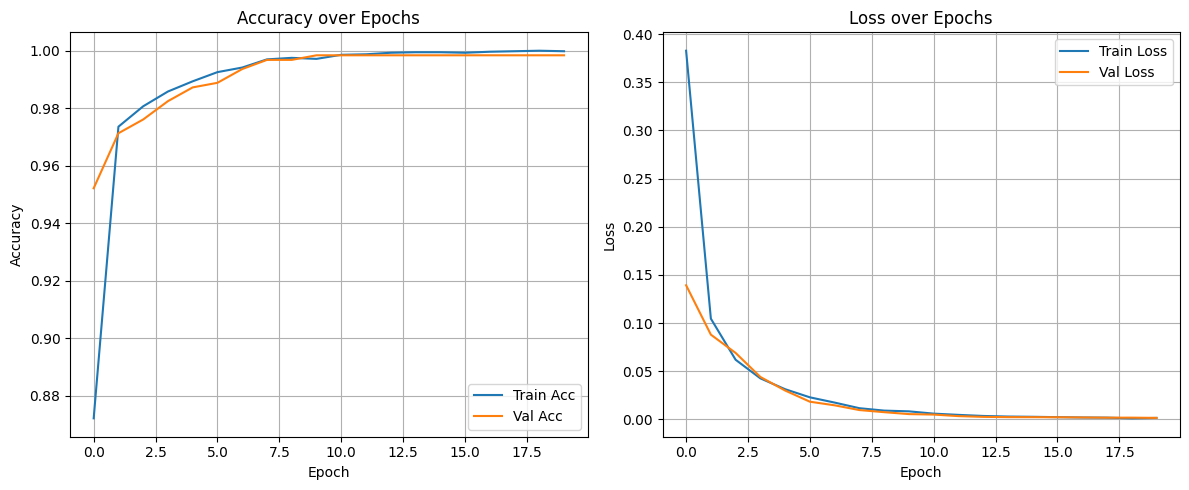 Accuracy over Epochs
1.00
0.98
0.96
0.94
0.92
0.90
0.88
Accuracy
0.0 2.5 5.0 7.5 10.0 12.5 15.0 17.5
Epoch
Train Acc
Val Acc
Loss over Epochs
0.40
0.35
0.30
0.25
0.20
0.15
0.10
0.05
0.00
Loss
0.0 2.5 5.0 7.5 10.0 12.5 15.0 17.5
Epoch
Train Loss
Val Loss